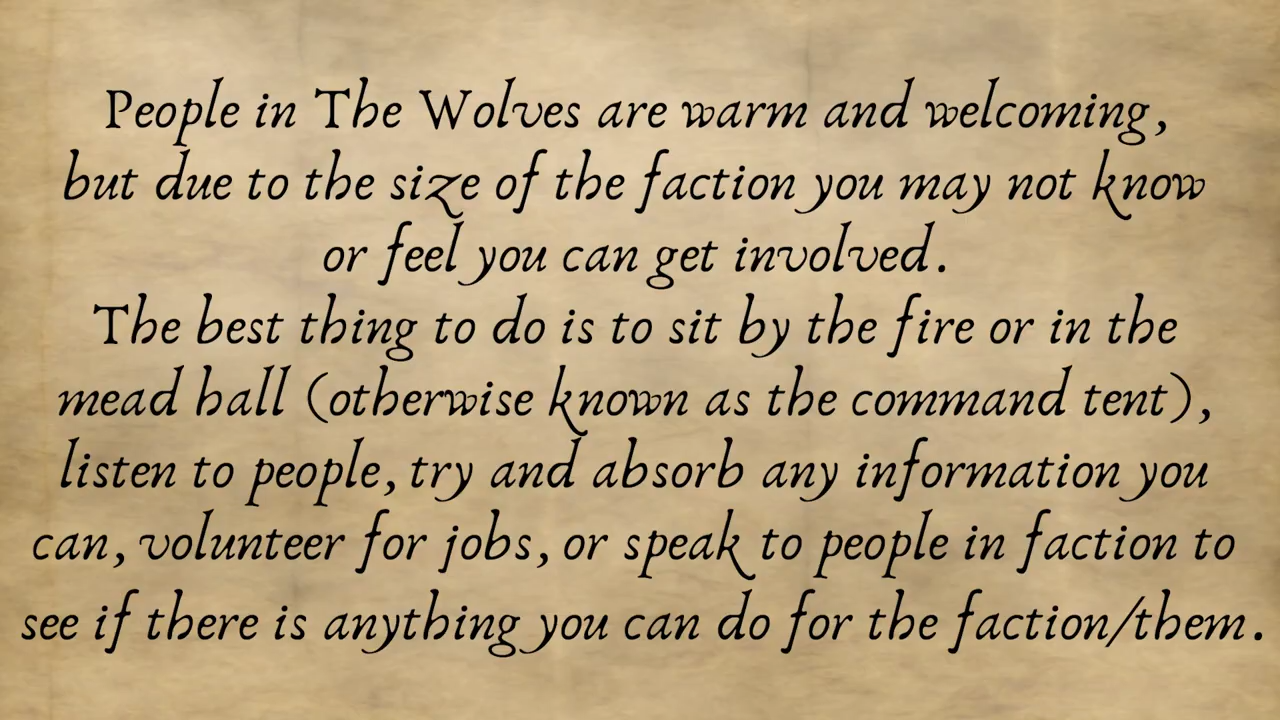 People in The Wolves are warm and welcoming,
but due to the size of the faction you may not know
or feel you can get involved.
The best thing to do is to sit by the fire or in the
mead hall (otherwise known as the command tent),
listen to people, try and absorb any information you
can, volunteer for jobs, or speak to people in faction to
see if there is anything you can do for the faction/them.